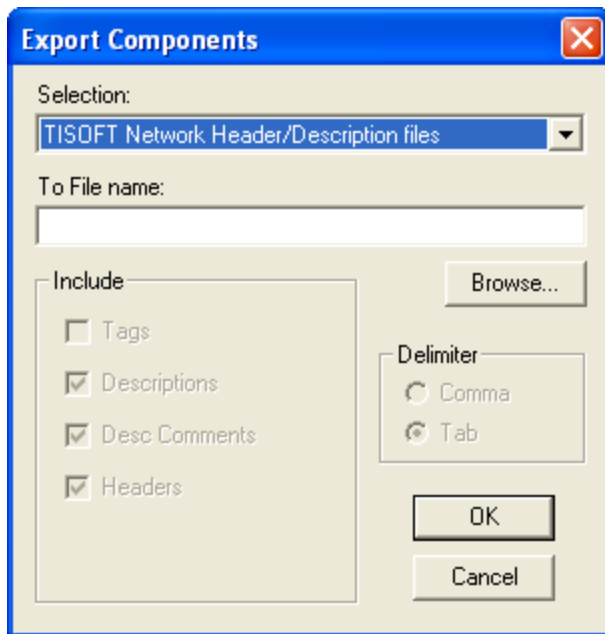 Export Components
Selection:
TISOFT Network Header/Description files
To File name:
Browse...
Include
Tags
Descriptions
Desc Comments
Headers
Delimiter
Comma
Tab
OK
Cancel